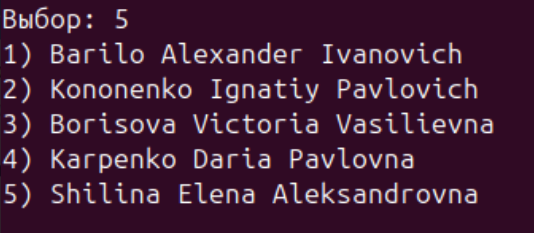 Выбор: 5
1) Barilo Alexander Ivanovich
2) Kononenko Ignatiy Pavlovich
3) Borisova Victoria Vasilievna
4) Karpenko Daria Pavlovna
5) Shilina Elena Aleksandrovna